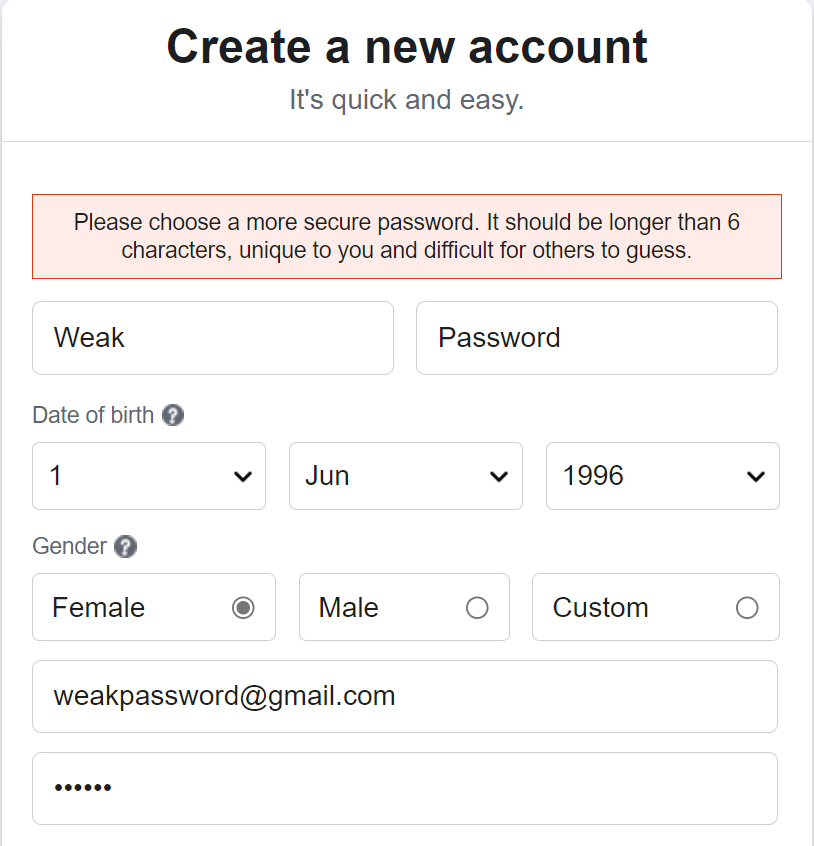 Create a new account
It's quick and easy.
Please choose a more secure password. It should be longer than 6
characters, unique to you and difficult for others to guess.
Weak Password
Date of birth ?
1 Jun 1996
Gender ?
Female Male Custom
weakpassword@gmail.com
••••••